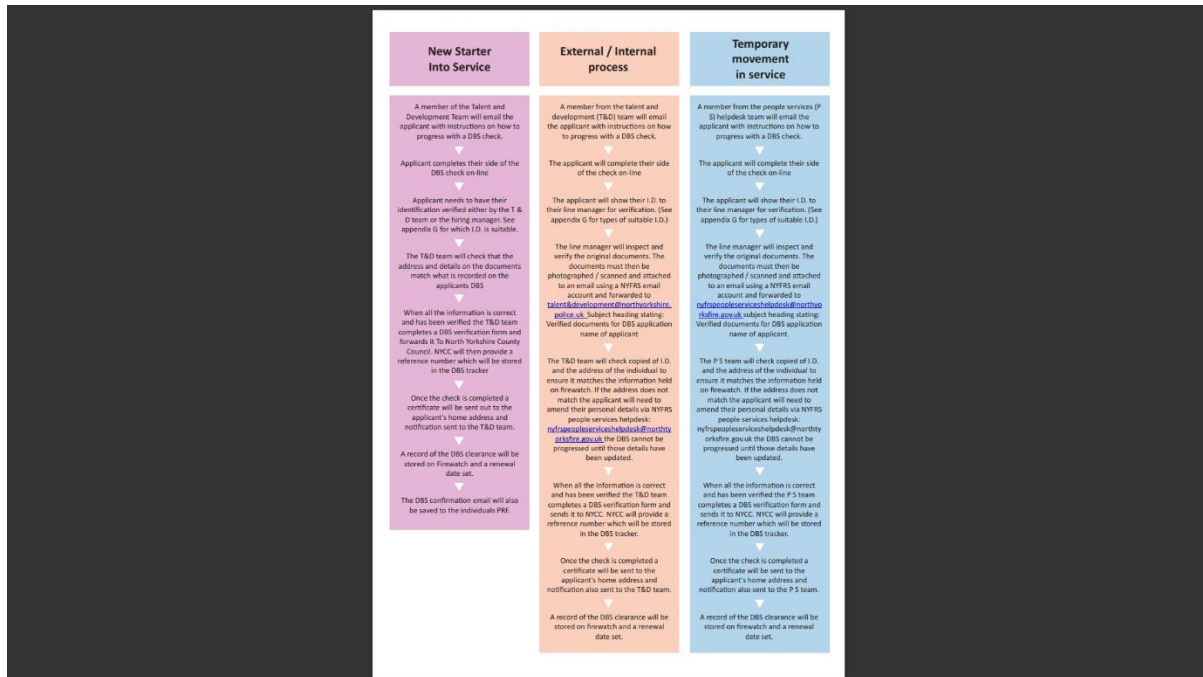 New Starter
Into Service
A member of the Talent and
Development Team will email the
applicant with instructions on how to
progress with a DBS check.
Applicant completes their side of the
DBS check on-line
Applicant needs to have their
identification verified either by the T &
D team or the hiring manager. See
appendix G for which I.D. is suitable.
The T&D team will check that the
address and details on the documents
match what is recorded on the
applicants DBS
When all the information is correct
and has been verified the T&D team
completes a DBS verification form and
forwards it To North Yorkshire County
Council. NYCC will then provide a
reference number which will be stored
in the DBS tracker
Once the check is completed a
certificate will be sent out to the
applicant's home address and
notification sent to the T&D team.
A record of the DBS clearance will be
stored on Firewatch and a renewal
date set.
The DBS confirmation email will also
be saved to the individuals PRF.
External / Internal
process
A member from the talent and
development (T&D) team will email
the applicant with instructions on how
to progress with a DBS check.
The applicant will complete their side
of the check on-line
The applicant will show their I.D. to
their line manager for verification. (See
appendix G for types of suitable I.D.)
The line manager will inspect and
verify the original documents. The
documents must then be
photographed / scanned and attached
to an email using a NYFRS email
account and forwarded to
talent&development@northyorkshire.
police.uk Subject heading stating:
Verified documents for DBS application
name of applicant
The T&D team will check copied of I.D.
and the address of the individual to
ensure it matches the information held
on firewatch. If the address does not
match the applicant will need to
amend their personal details via NYFRS
people services helpdesk:
nyfrspeopleserviceshelpdesk@northty
orksfire.gov.uk the DBS cannot be
progressed until those details have
been updated.
When all the information is correct
and has been verified the T&D team
completes a DBS verification form and
sends it to NYCC. NYCC will provide a
reference number which will be stored
in the DBS tracker.
Once the check is completed a
certificate will be sent to the
applicant's home address and
notification also sent to the T&D team.
A record of the DBS clearance will be
stored on firewatch and a renewal
date set.
Temporary
movement
in service
A member from the people services (P
S) helpdesk team will email the
applicant with instructions on how to
progress with a DBS check.
The applicant will complete their side
of the check on-line
The applicant will show their I.D. to
their line manager for verification. (See
appendix G for types of suitable I.D.)
The line manager will inspect and
verify the original documents. The
documents must then be
photographed / scanned and attached
to an email using a NYFRS email
account and forwarded to
nyfrspeopleserviceshelpdesk@northyo
rksfire.gov.uk subject heading stating:
Verified documents for DBS application
name of applicant.
The P S team will check copied of I.D.
and the address of the individual to
ensure it matches the information held
on firewatch. If the address does not
match the applicant will need to
amend their personal details via NYFRS
people services helpdesk:
nyfrspeopleserviceshelpdesk@northty
orksfire.gov.uk the DBS cannot be
progressed until those details have
been updated.
When all the information is correct
and has been verified the P S team
completes a DBS verification form and
sends it to NYCC. NYCC will provide a
reference number which will be stored
in the DBS tracker.
Once the check is completed a
certificate will be sent to the
applicant's home address and
notification also sent to the P S team.
A record of the DBS clearance will be
stored on firewatch and a renewal
date set.